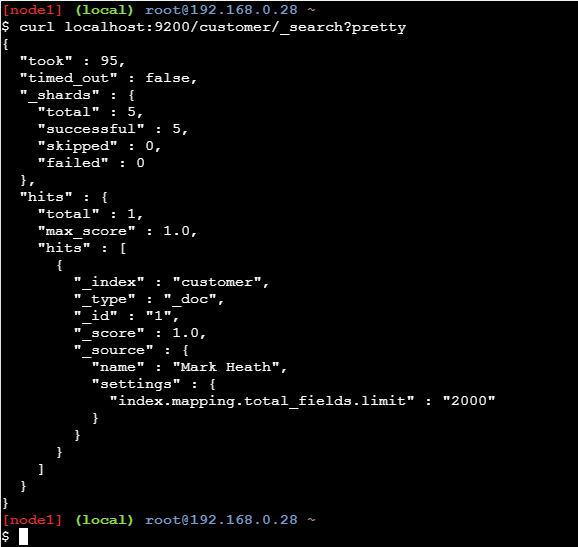 [node1] (local) root@192.168.0.28 ~
$ curl localhost:9200/customer/_search?pretty
{
  "took" : 95,
  "timed_out" : false,
  "_shards" : {
    "total" : 5,
    "successful" : 5,
    "skipped" : 0,
    "failed" : 0
  },
  "hits" : {
    "total" : 1,
    "max_score" : 1.0,
    "hits" : [
      {
        "_index" : "customer",
        "_type" : "_doc",
        "_id" : "1",
        "_score" : 1.0,
        "_source" : {
          "name" : "Mark Heath",
          "settings" : {
            "index.mapping.total_fields.limit" : "2000"
          }
        }
      }
    ]
  }
}
[node1] (local) root@192.168.0.28 ~
$